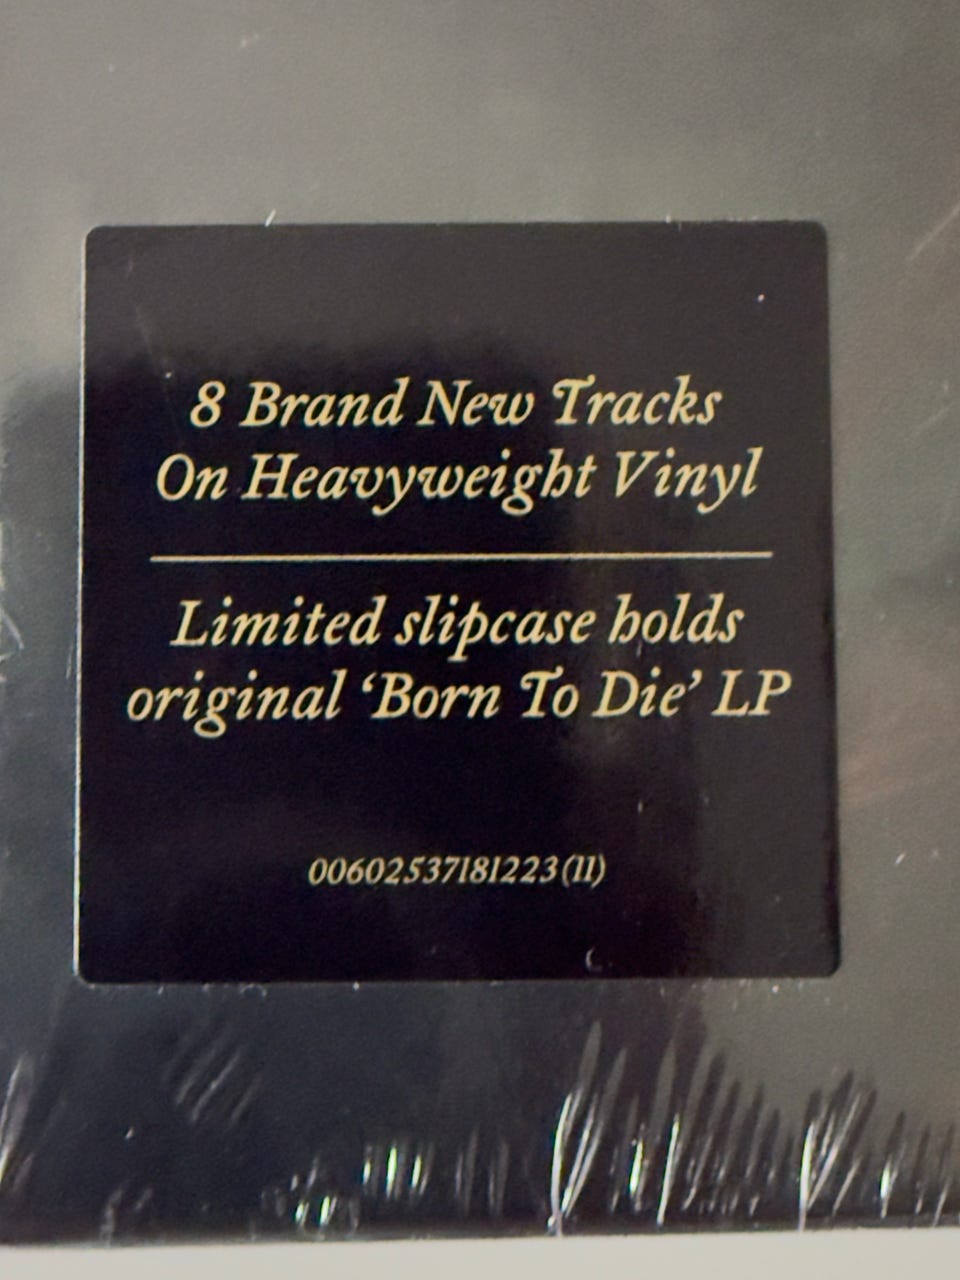 8 Brand New Tracks
On Heavyweight Vinyl
Limited slipcase holds
original ‘Born To Die’ LP
00602537181223(11)